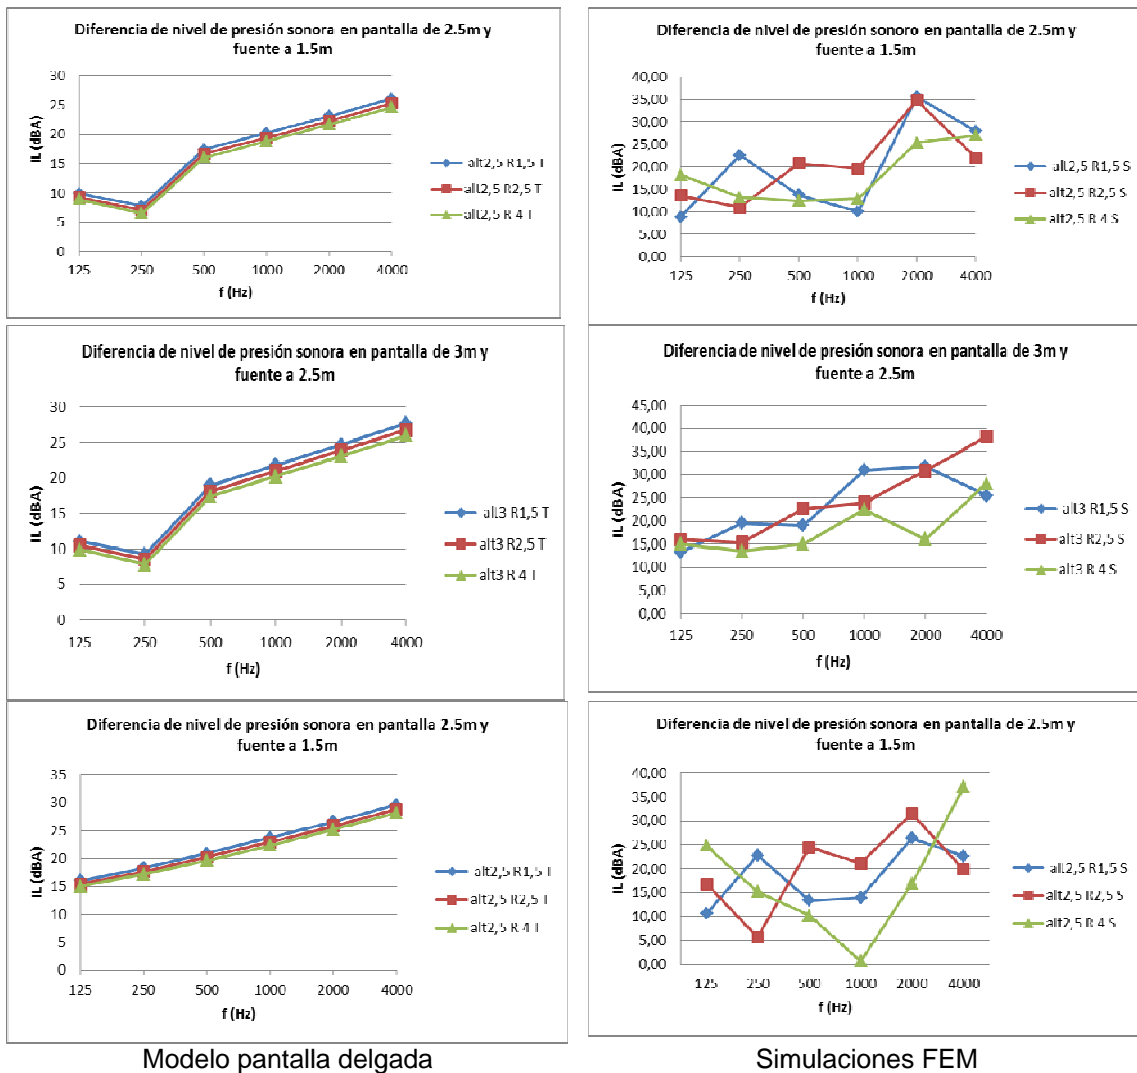 Diferencia de nivel de presión sonora en pantalla de 2.5m y
fuente a 1.5m
30
25
20
15
10
5
0
IL (dBA)
125 250 500 1000 2000 4000
f (Hz)
alt2,5 R1,5 T
alt2,5 R2,5 T
alt2,5 R 4 T
Diferencia de nivel de presión sonoro en pantalla de 2.5m y
fuente a 1.5m
40,00
35,00
30,00
25,00
20,00
15,00
10,00
5,00
0,00
IL (dBA)
125 250 500 1000 2000 4000
f (Hz)
alt2,5 R1,5 S
alt2,5 R2,5 S
alt2,5 R 4 S
Diferencia de nivel de presión sonora en pantalla de 3m y
fuente a 2.5m
30
25
20
15
10
5
0
IL (dBA)
125 250 500 1000 2000 4000
f (Hz)
alt3 R1,5 T
alt3 R2,5 T
alt3 R 4 T
Diferencia de nivel de presión sonora en pantalla de 3m y
fuente a 2.5m
45,00
40,00
35,00
30,00
25,00
20,00
15,00
10,00
5,00
0,00
IL (dBA)
125 250 500 1000 2000 4000
f (Hz)
alt3 R1,5 S
alt3 R2,5 S
alt3 R 4 S
Diferencia de nivel de presión sonora en pantalla 2.5m y
fuente a 1.5m
35
30
25
20
15
10
5
0
IL (dBA)
125 250 500 1000 2000 4000
f (Hz)
alt2,5 R1,5 T
alt2,5 R2,5 T
alt2,5 R 4 T
Diferencia de nivel de presión sonora en pantalla de 2.5m y
fuente a 1.5m
40,00
35,00
30,00
25,00
20,00
15,00
10,00
5,00
0,00
IL (dBA)
125 250 500 1000 2000 4000
f (Hz)
alt2,5 R1,5 S
alt2,5 R2,5 S
alt2,5 R 4 S
Modelo pantalla delgada
Simulaciones FEM